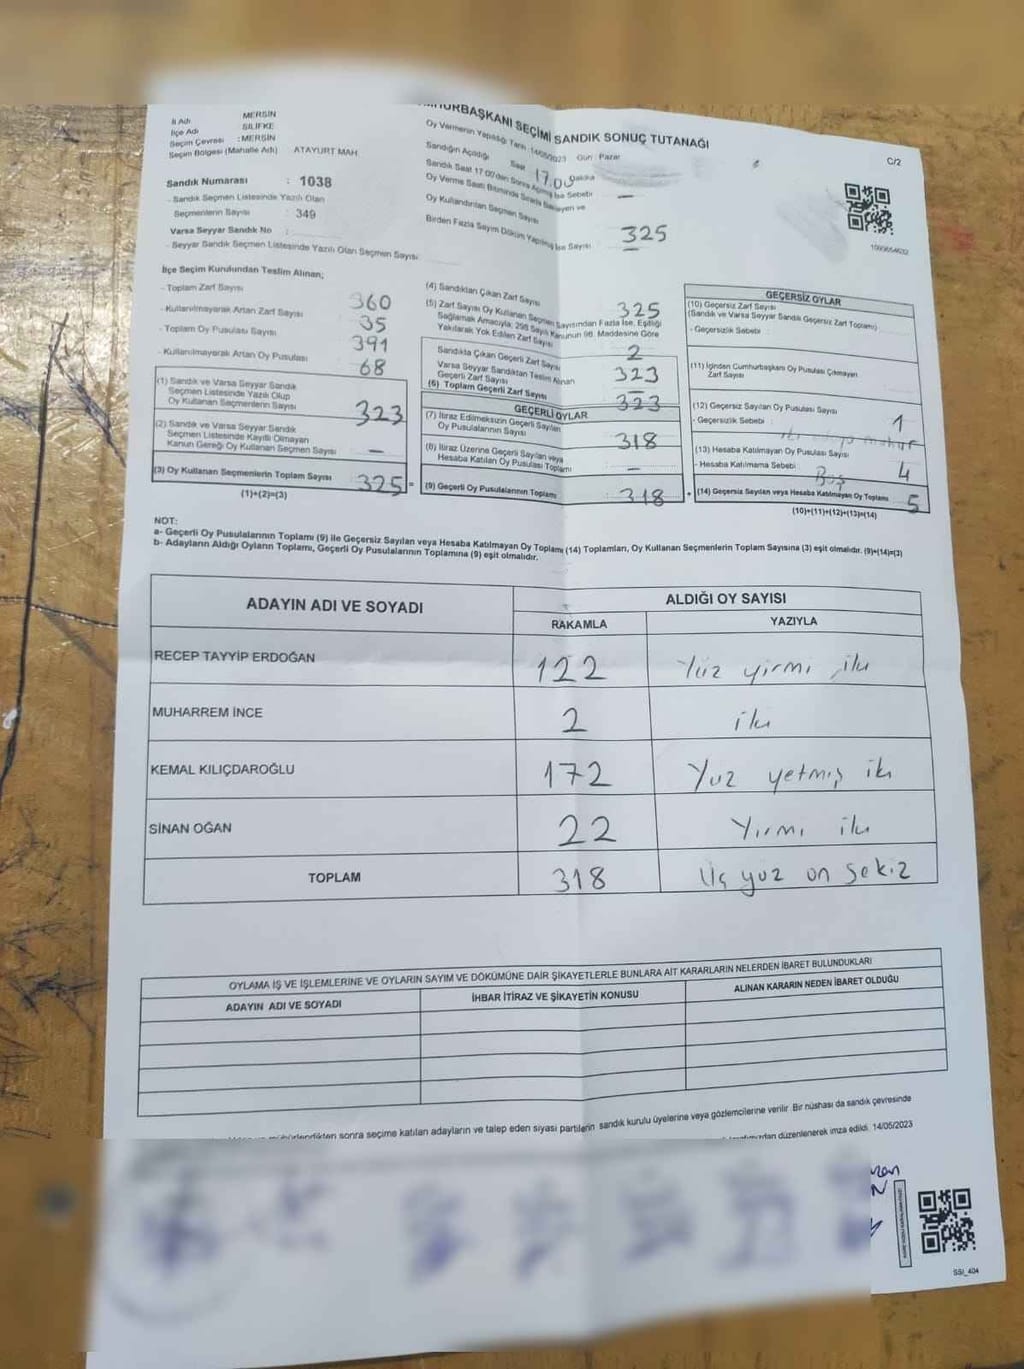 CUMHURBAŞKANI SEÇİMİ SANDIK SONUÇ TUTANAĞI
C/2
İl Adı MERSİN
İlçe Adı SİLİFKE
Seçim Çevresi : MERSİN
Seçim Bölgesi (Mahalle Adı) ATAYURT MAH.
Oy Vermenin Yapıldığı Tarih : 14/05/2023 Gün : Pazar
Sandığın Açıldığı Saat 17.00 Dakika
Sandık Saat 17:00'den Sonra Açılmış İse Sebebi –
Oy Verme Saati Bitiminde Sırada Bekleyen ve
Oy Kullandırılan Seçmen Sayısı 325
Birden Fazla Sayım Döküm Yapılmış İse Sayısı –
Sandık Numarası : 1038
- Sandık Seçmen Listesinde Yazılı Olan
Seçmenlerin Sayısı : 349
Varsa Seyyar Sandık No :
- Seyyar Sandık Seçmen Listesinde Yazılı Olan Seçmen Sayısı
1000654632
İlçe Seçim Kurulundan Teslim Alınan;
- Toplam Zarf Sayısı 360
- Kullanılmayarak Artan Zarf Sayısı 35
- Toplam Oy Pusulası Sayısı 391
- Kullanılmayarak Artan Oy Pusulası 68
(1) Sandık ve Varsa Seyyar Sandık
Seçmen Listesinde Yazılı Olup
Oy Kullanan Seçmenlerin Sayısı 323
(2) Sandık ve Varsa Seyyar Sandık
Seçmen Listesinde Kayıtlı Olmayan
Kanun Gereği Oy Kullanan Seçmen Sayısı –
(3) Oy Kullanan Seçmenlerin Toplam Sayısı 325 =
(1)+(2)=(3)
(4) Sandıktan Çıkan Zarf Sayısı 325
(5) Zarf Sayısı Oy Kullanan Seçmen Sayısından Fazla İse, Eşitliği
Sağlamak Amacıyla, 298 Sayılı Kanunun 98. Maddesine Göre
Yakılarak Yok Edilen Zarf Sayısı 2
Sandıkta Çıkan Geçerli Zarf Sayısı 323
Varsa Seyyar Sandıktan Teslim Alınan
Geçerli Zarf Sayısı –
(6) Toplam Geçerli Zarf Sayısı 323
GEÇERLİ OYLAR
(7) İtiraz Edilmeksizin Geçerli Sayılan
Oy Pusulalarının Sayısı 318
(8) İtiraz Üzerine Geçerli Sayılan veya
Hesaba Katılan Oy Pusulası Toplamı –
(9) Geçerli Oy Pusulalarının Toplamı 318 +
GEÇERSİZ OYLAR
(10) Geçersiz Zarf Sayısı
(Sandık ve Varsa Seyyar Sandık Geçersiz Zarf Toplamı)
- Geçersizlik Sebebi
(11) İçinden Cumhurbaşkanı Oy Pusulası Çıkmayan
Zarf Sayısı
(12) Geçersiz Sayılan Oy Pusulası Sayısı 1
- Geçersizlik Sebebi : iki adaya
(13) Hesaba Katılmayan Oy Pusulası Sayısı 4
- Hesaba Katılmama Sebebi Boş
(14) Geçersiz Sayılan veya Hesaba Katılmayan Oy Toplamı 5
(10)+(11)+(12)+(13)=(14)
NOT:
a- Geçerli Oy Pusulalarının Toplamı (9) ile Geçersiz Sayılan veya Hesaba Katılmayan Oy Toplamı (14) Toplamları, Oy Kullanan Seçmenlerin Toplam Sayısına (3) eşit olmalıdır. (9)+(14)=(3)
b- Adayların Aldığı Oyların Toplamı, Geçerli Oy Pusulalarının Toplamına (9) eşit olmalıdır.
ADAYIN ADI VE SOYADI
ALDIĞI OY SAYISI
RAKAMLA YAZIYLA
RECEP TAYYİP ERDOĞAN 122 Yüz yirmi iki
MUHARREM İNCE 2 iki
KEMAL KILIÇDAROĞLU 172 Yuz yetmiş iki
SİNAN OĞAN 22 Yirmi iki
TOPLAM 318 Üç yüz on sekiz
OYLAMA İŞ VE İŞLEMLERİNE VE OYLARIN SAYIM VE DÖKÜMÜNE DAİR ŞİKAYETLERLE BUNLARA AİT KARARLARIN NELERDEN İBARET BULUNDUKLARI
ADAYIN ADI VE SOYADI İHBAR İTİRAZ VE ŞİKAYETİN KONUSU ALINAN KARARIN NEDEN İBARET OLDUĞU
sonra seçime katılan adayların ve talep eden siyasi partilerin sandık kurulu üyelerine veya gözlemcilerine verilir. Bir nüshası da sandık çevresinde
düzenlenerek imza edildi. 14/05/2023
SSİ_404